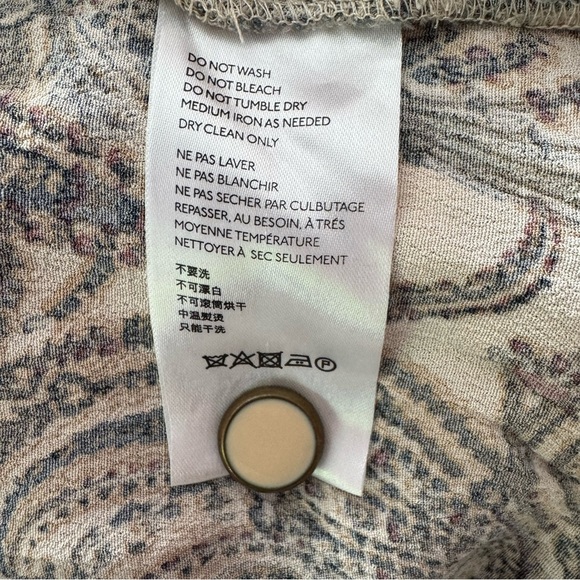 DO NOT WASH
DO NOT BLEACH
DO NOT TUMBLE DRY
MEDIUM IRON AS NEEDED
DRY CLEAN ONLY
NE PAS LAVER
NE PAS BLANCHIR
NE PAS SECHER PAR CULBUTAGE
REPASSER, AU BESOIN, À TRÉS
MOYENNE TEMPÉRATURE
NETTOYER À SEC SEULEMENT
不要洗
不可漂白
不可滚筒烘干
中温熨烫
只能干洗
P